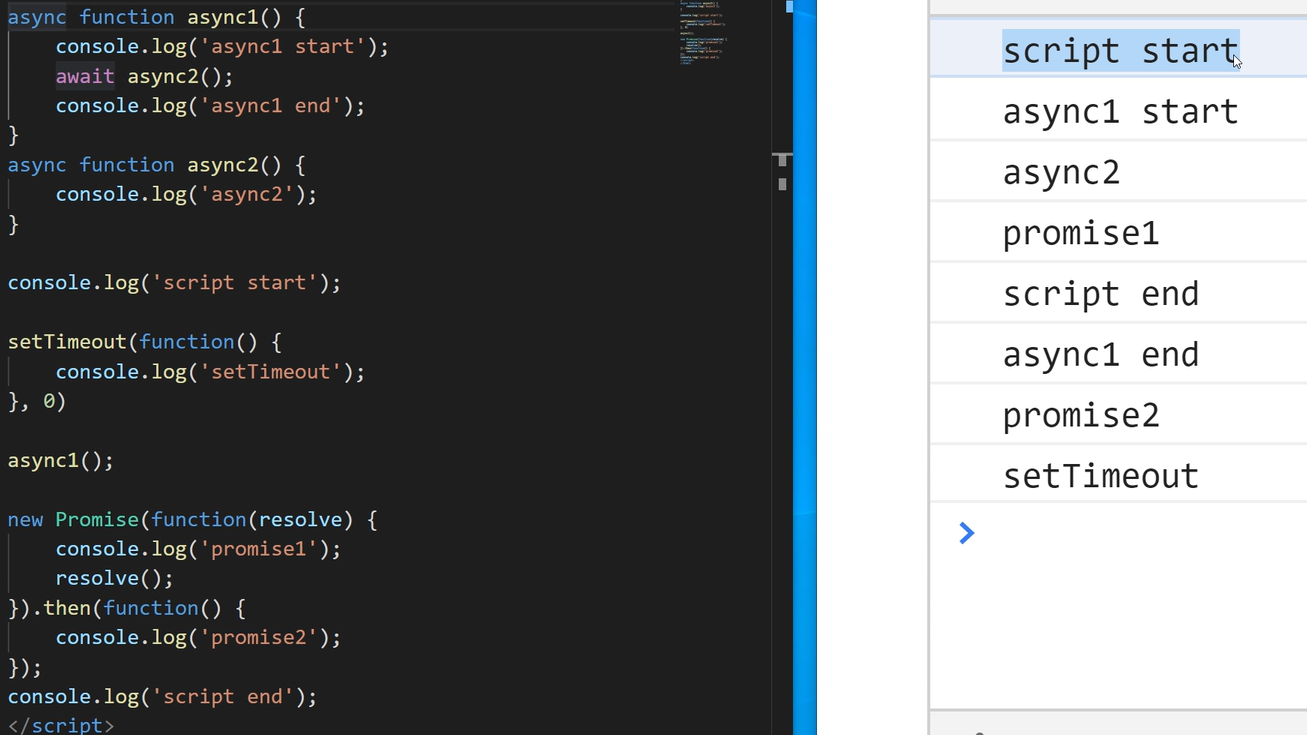 async function async1() {
    console.log('async1 start');
    await async2();
    console.log('async1 end');
}
async function async2() {
    console.log('async2');
}

console.log('script start');

setTimeout(function() {
    console.log('setTimeout');
}, 0)

async1();

new Promise(function(resolve) {
    console.log('promise1');
    resolve();
}).then(function() {
    console.log('promise2');
});
console.log('script end');
</script>
script start
async1 start
async2
promise1
script end
async1 end
promise2
setTimeout
>